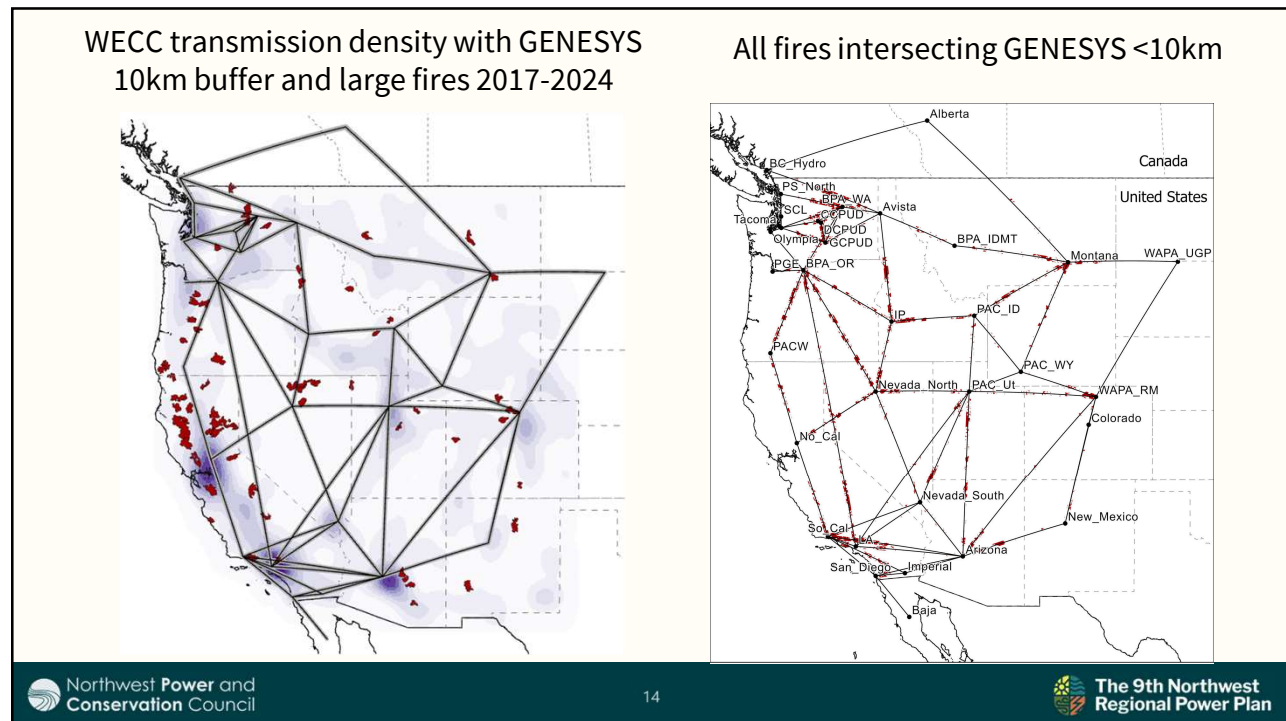 WECC transmission density with GENESYS
10km buffer and large fires 2017-2024
All fires intersecting GENESYS <10km
Alberta
BC_Hydro
Canada
PS_North
United States
BPA_WA
SCL
CCPUD
Avista
Tacoma
DCPUD
Olympia
GCPUD
BPA_IDMT
Montana
WAPA_UGP
PGE
BPA_OR
IP
PAC_ID
PACW
PAC_WY
Nevada_North
PAC_Ut
WAPA_RM
Colorado
No_Cal
Nevada_South
New_Mexico
So_Cal
LA
Arizona
San_Diego
Imperial
Baja
Northwest Power and
Conservation Council
14
The 9th Northwest
Regional Power Plan